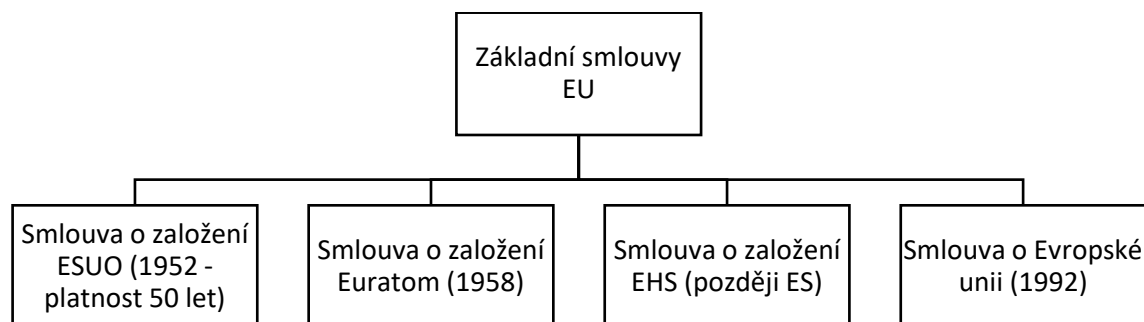 Základní smlouvy
EU
Smlouva o založení
ESUO (1952 -
platnost 50 let)
Smlouva o založení
Euratom (1958)
Smlouva o založení
EHS (později ES)
Smlouva o Evropské
unii (1992)